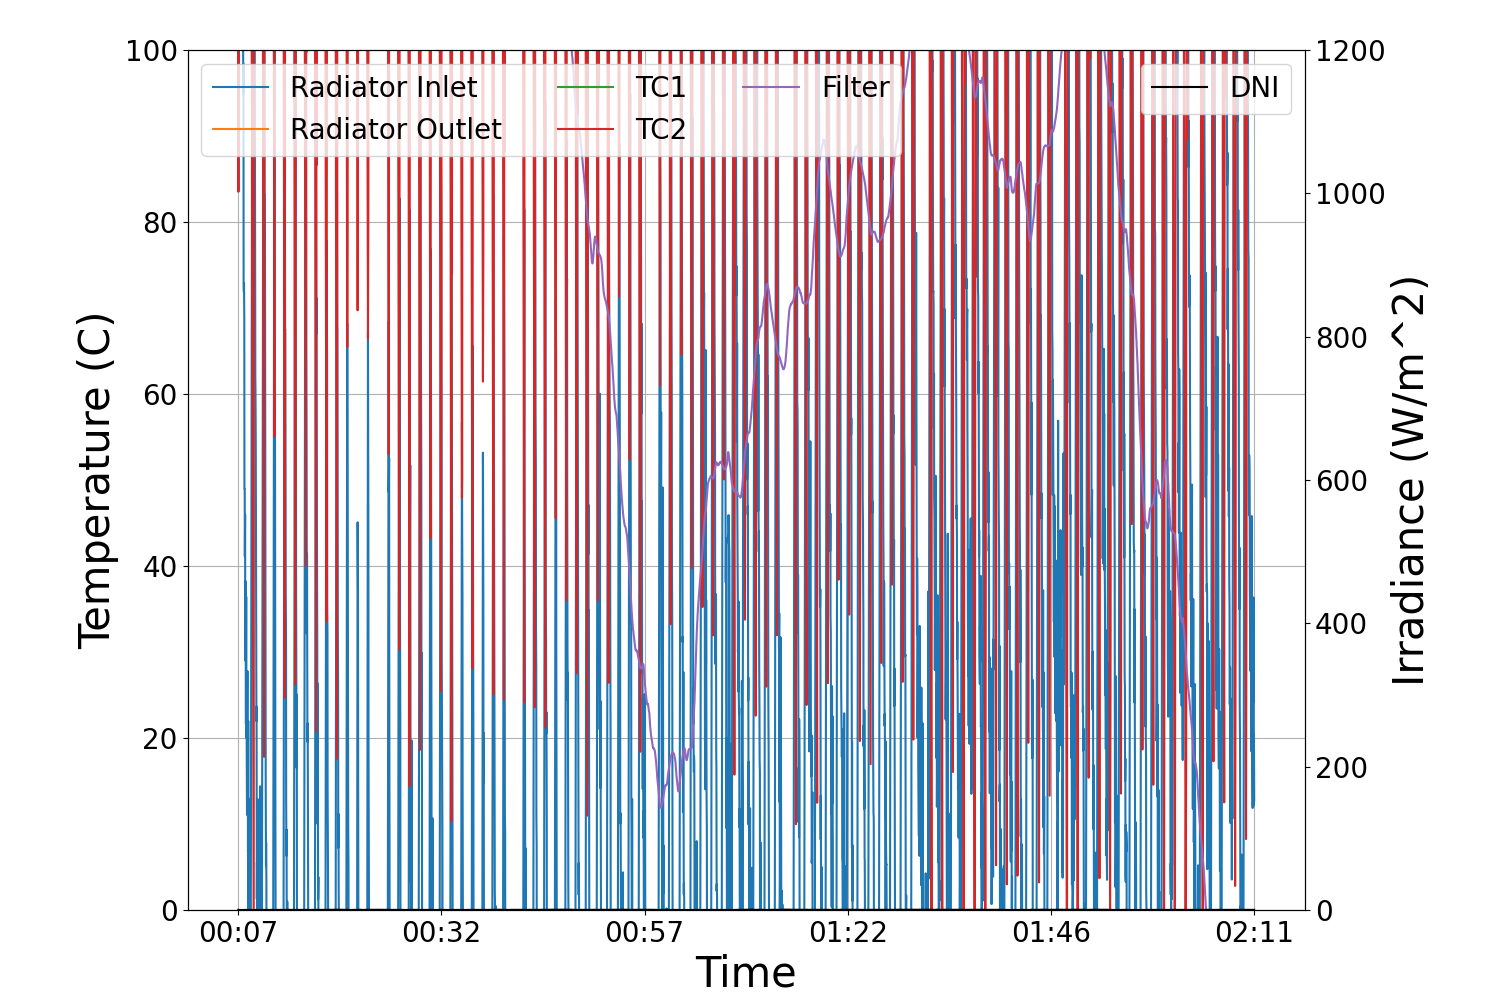 Radiator Inlet
Radiator Outlet
TC1
TC2
Filter
DNI
Temperature (C)
100
80
60
40
20
0
Irradiance (W/m^2)
1200
1000
800
600
400
200
0
00:07 00:32 00:57 01:22 01:46 02:11
Time